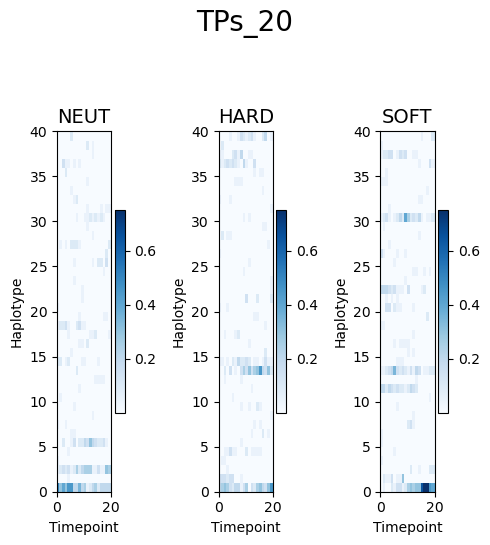 TPs_20
NEUT HARD SOFT
40 40 40
35 35 35
30 30 30
25 25 25
20 20 20
15 15 15
10 10 10
5 5 5
0 0 0
0.6 0.6 0.6
0.4 0.4 0.4
0.2 0.2 0.2
Haplotype Haplotype Haplotype
0 20 0 20 0 20
Timepoint Timepoint Timepoint